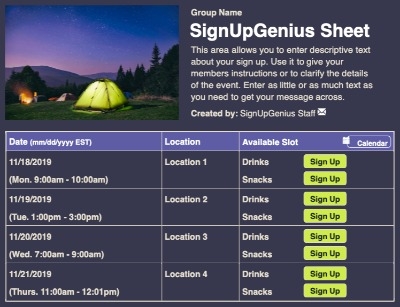 Group Name
SignUpGenius Sheet
This area allows you to enter descriptive text
about your sign up. Use it to give your
members instructions or to clarify the details
of the event. Enter as little or as much text as
you need to get your message across.
Created by: SignUpGenius Staff
Date (mm/dd/yyyy EST) Location Available Slot Calendar
11/18/2019 Location 1 Drinks Sign Up
(Mon. 9:00am - 10:00am) Snacks Sign Up
11/19/2019 Location 2 Drinks Sign Up
(Tue. 1:00pm - 3:00pm) Snacks Sign Up
11/20/2019 Location 3 Drinks Sign Up
(Wed. 7:00am - 9:00am) Snacks Sign Up
11/21/2019 Location 4 Drinks Sign Up
(Thurs. 11:00am - 12:01pm) Snacks Sign Up